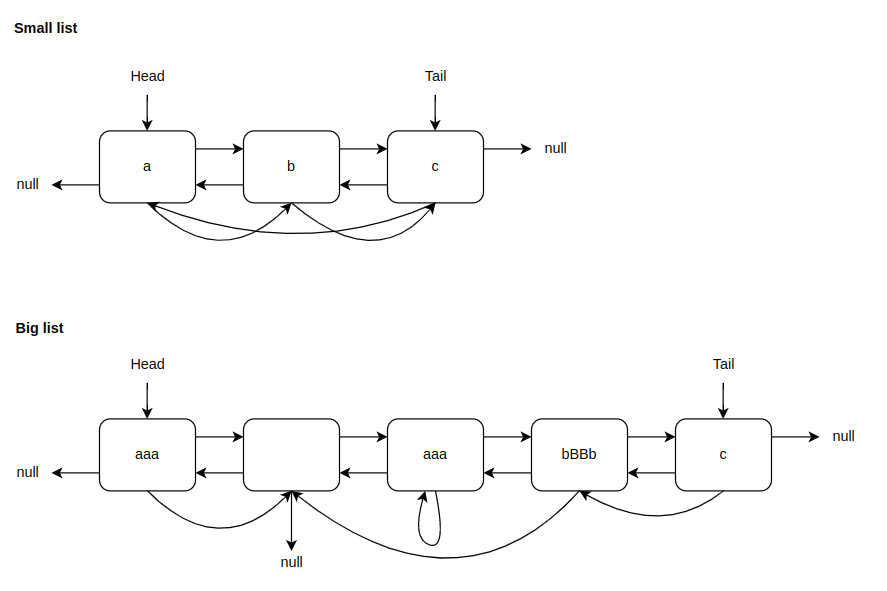 Small list
Head Tail
a b c null
null
Big list
Head Tail
null
aaa aaa bBBb c
null
null